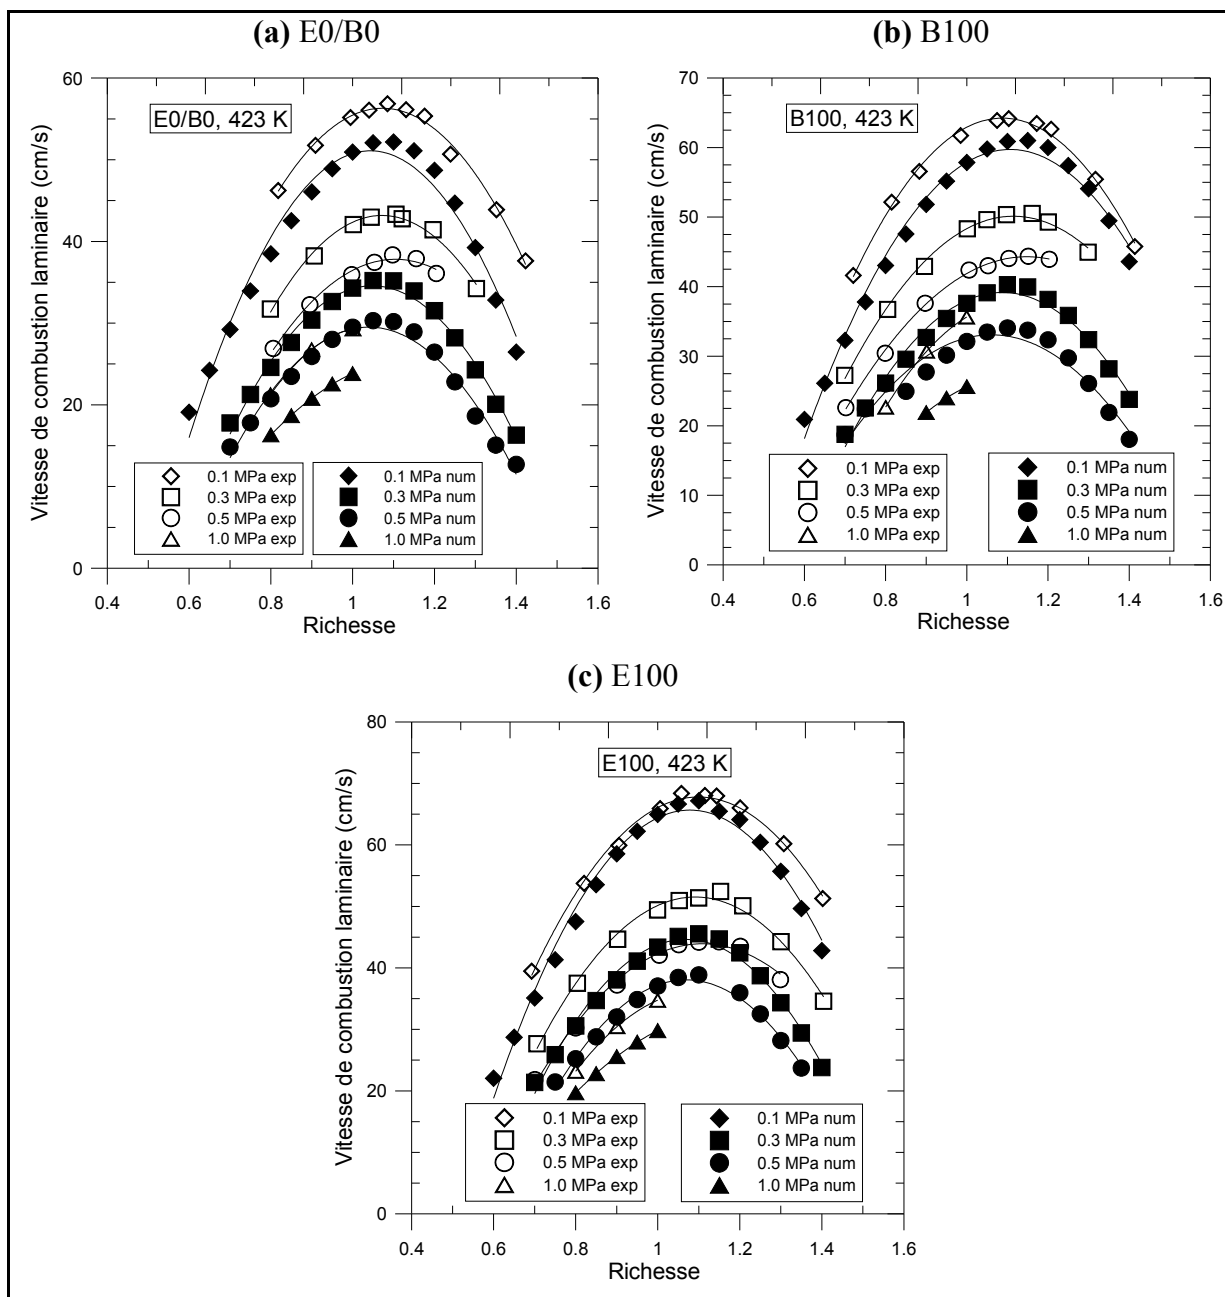 (a) E0/B0
60
40
20
0
Vitesse de combustion laminaire (cm/s)
E0/B0, 423 K
0.1 MPa exp
0.3 MPa exp
0.5 MPa exp
1.0 MPa exp
0.1 MPa num
0.3 MPa num
0.5 MPa num
1.0 MPa num
0.4 0.6 0.8 1 1.2 1.4 1.6
Richesse
(b) B100
70
60
50
40
30
20
10
0
Vitesse de combustion laminaire (cm/s)
B100, 423 K
0.1 MPa exp
0.3 MPa exp
0.5 MPa exp
1.0 MPa exp
0.1 MPa num
0.3 MPa num
0.5 MPa num
1.0 MPa num
0.4 0.6 0.8 1.0 1.2 1.4 1.6
Richesse
(c) E100
80
60
40
20
0
Vitesse de combustion laminaire (cm/s)
E100, 423 K
0.1 MPa exp
0.3 MPa exp
0.5 MPa exp
1.0 MPa exp
0.1 MPa num
0.3 MPa num
0.5 MPa num
1.0 MPa num
0.4 0.6 0.8 1 1.2 1.4 1.6
Richesse